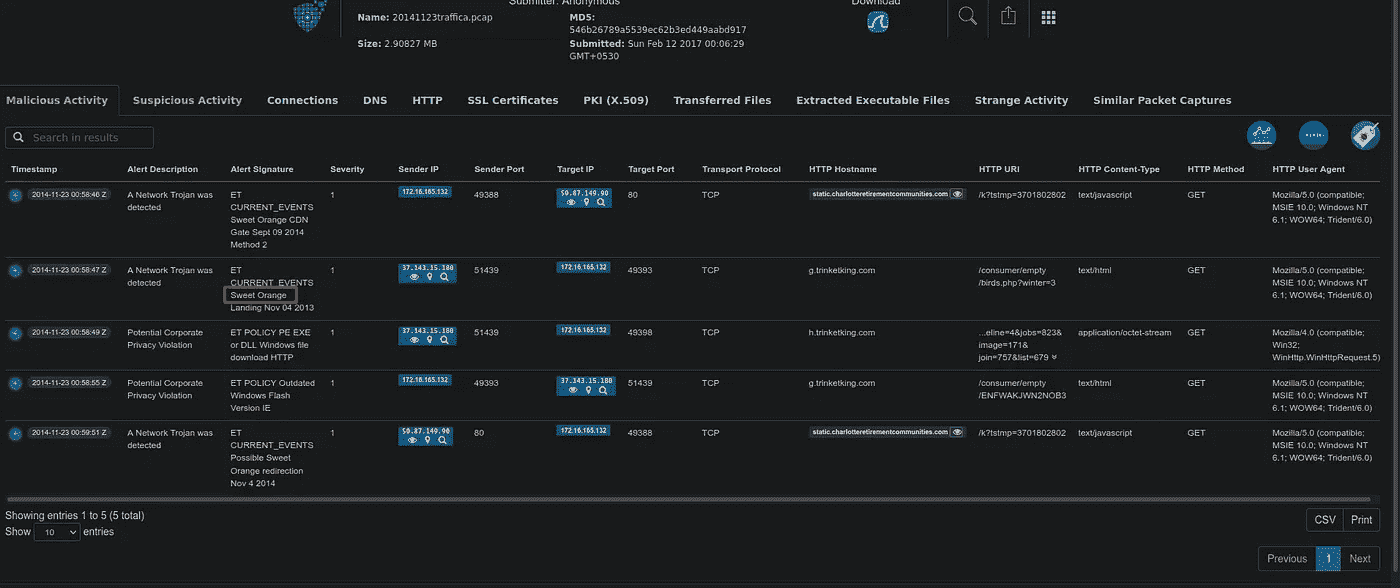 Submitter: Anonymous
Download
Name: 20141123traffica.pcap
MD5:
546b26789a5539ec62b3ed449aabd917
Size: 2.90827 MB
Submitted: Sun Feb 12 2017 00:06:29
GMT+0530
Malicious Activity Suspicious Activity Connections DNS HTTP SSL Certificates PKI (X.509) Transferred Files Extracted Executable Files Strange Activity Similar Packet Captures
Search in results
Timestamp Alert Description Alert Signature Severity Sender IP Sender Port Target IP Target Port Transport Protocol HTTP Hostname HTTP URI HTTP Content-Type HTTP Method HTTP User Agent
2014-11-23 00:58:46 Z A Network Trojan was ET 1 172.16.165.132 49388 50.87.149.90 80 TCP static.charlotteretirementcommunities.com /k?tstmp=3701802802 text/javascript GET Mozilla/5.0 (compatible;
detected CURRENT_EVENTS MSIE 10.0; Windows NT
Sweet Orange CDN 6.1; WOW64; Trident/6.0)
Gate Sept 09 2014
Method 2
2014-11-23 00:58:47 Z A Network Trojan was ET 1 37.143.15.180 51439 172.16.165.132 49393 TCP g.trinketking.com /consumer/empty text/html GET Mozilla/5.0 (compatible;
detected CURRENT_EVENTS /birds.php?winter=3 MSIE 10.0; Windows NT
Sweet Orange 6.1; WOW64; Trident/6.0)
Landing Nov 04 2013
2014-11-23 00:58:49 Z Potential Corporate ET POLICY PE EXE 1 37.143.15.180 51439 172.16.165.132 49398 TCP h.trinketking.com ...eline=4&jobs=823& application/octet-stream GET Mozilla/4.0 (compatible;
Privacy Violation or DLL Windows file image=171& Win32;
download HTTP join=757&list=679 WinHttp.WinHttpRequest.5)
2014-11-23 00:58:55 Z Potential Corporate ET POLICY Outdated 1 172.16.165.132 49393 37.143.15.180 51439 TCP g.trinketking.com /consumer/empty text/html GET Mozilla/5.0 (compatible;
Privacy Violation Windows Flash /ENFWAKJWN2NOB3 MSIE 10.0; Windows NT
Version IE 6.1; WOW64; Trident/6.0)
2014-11-23 00:59:51 Z A Network Trojan was ET 1 50.87.149.90 80 172.16.165.132 49388 TCP static.charlotteretirementcommunities.com /k?tstmp=3701802802 text/javascript GET Mozilla/5.0 (compatible;
detected CURRENT_EVENTS MSIE 10.0; Windows NT
Possible Sweet 6.1; WOW64; Trident/6.0)
Orange redirection
Nov 4 2014
Showing entries 1 to 5 (5 total)
Show 10 entries
CSV Print
Previous 1 Next